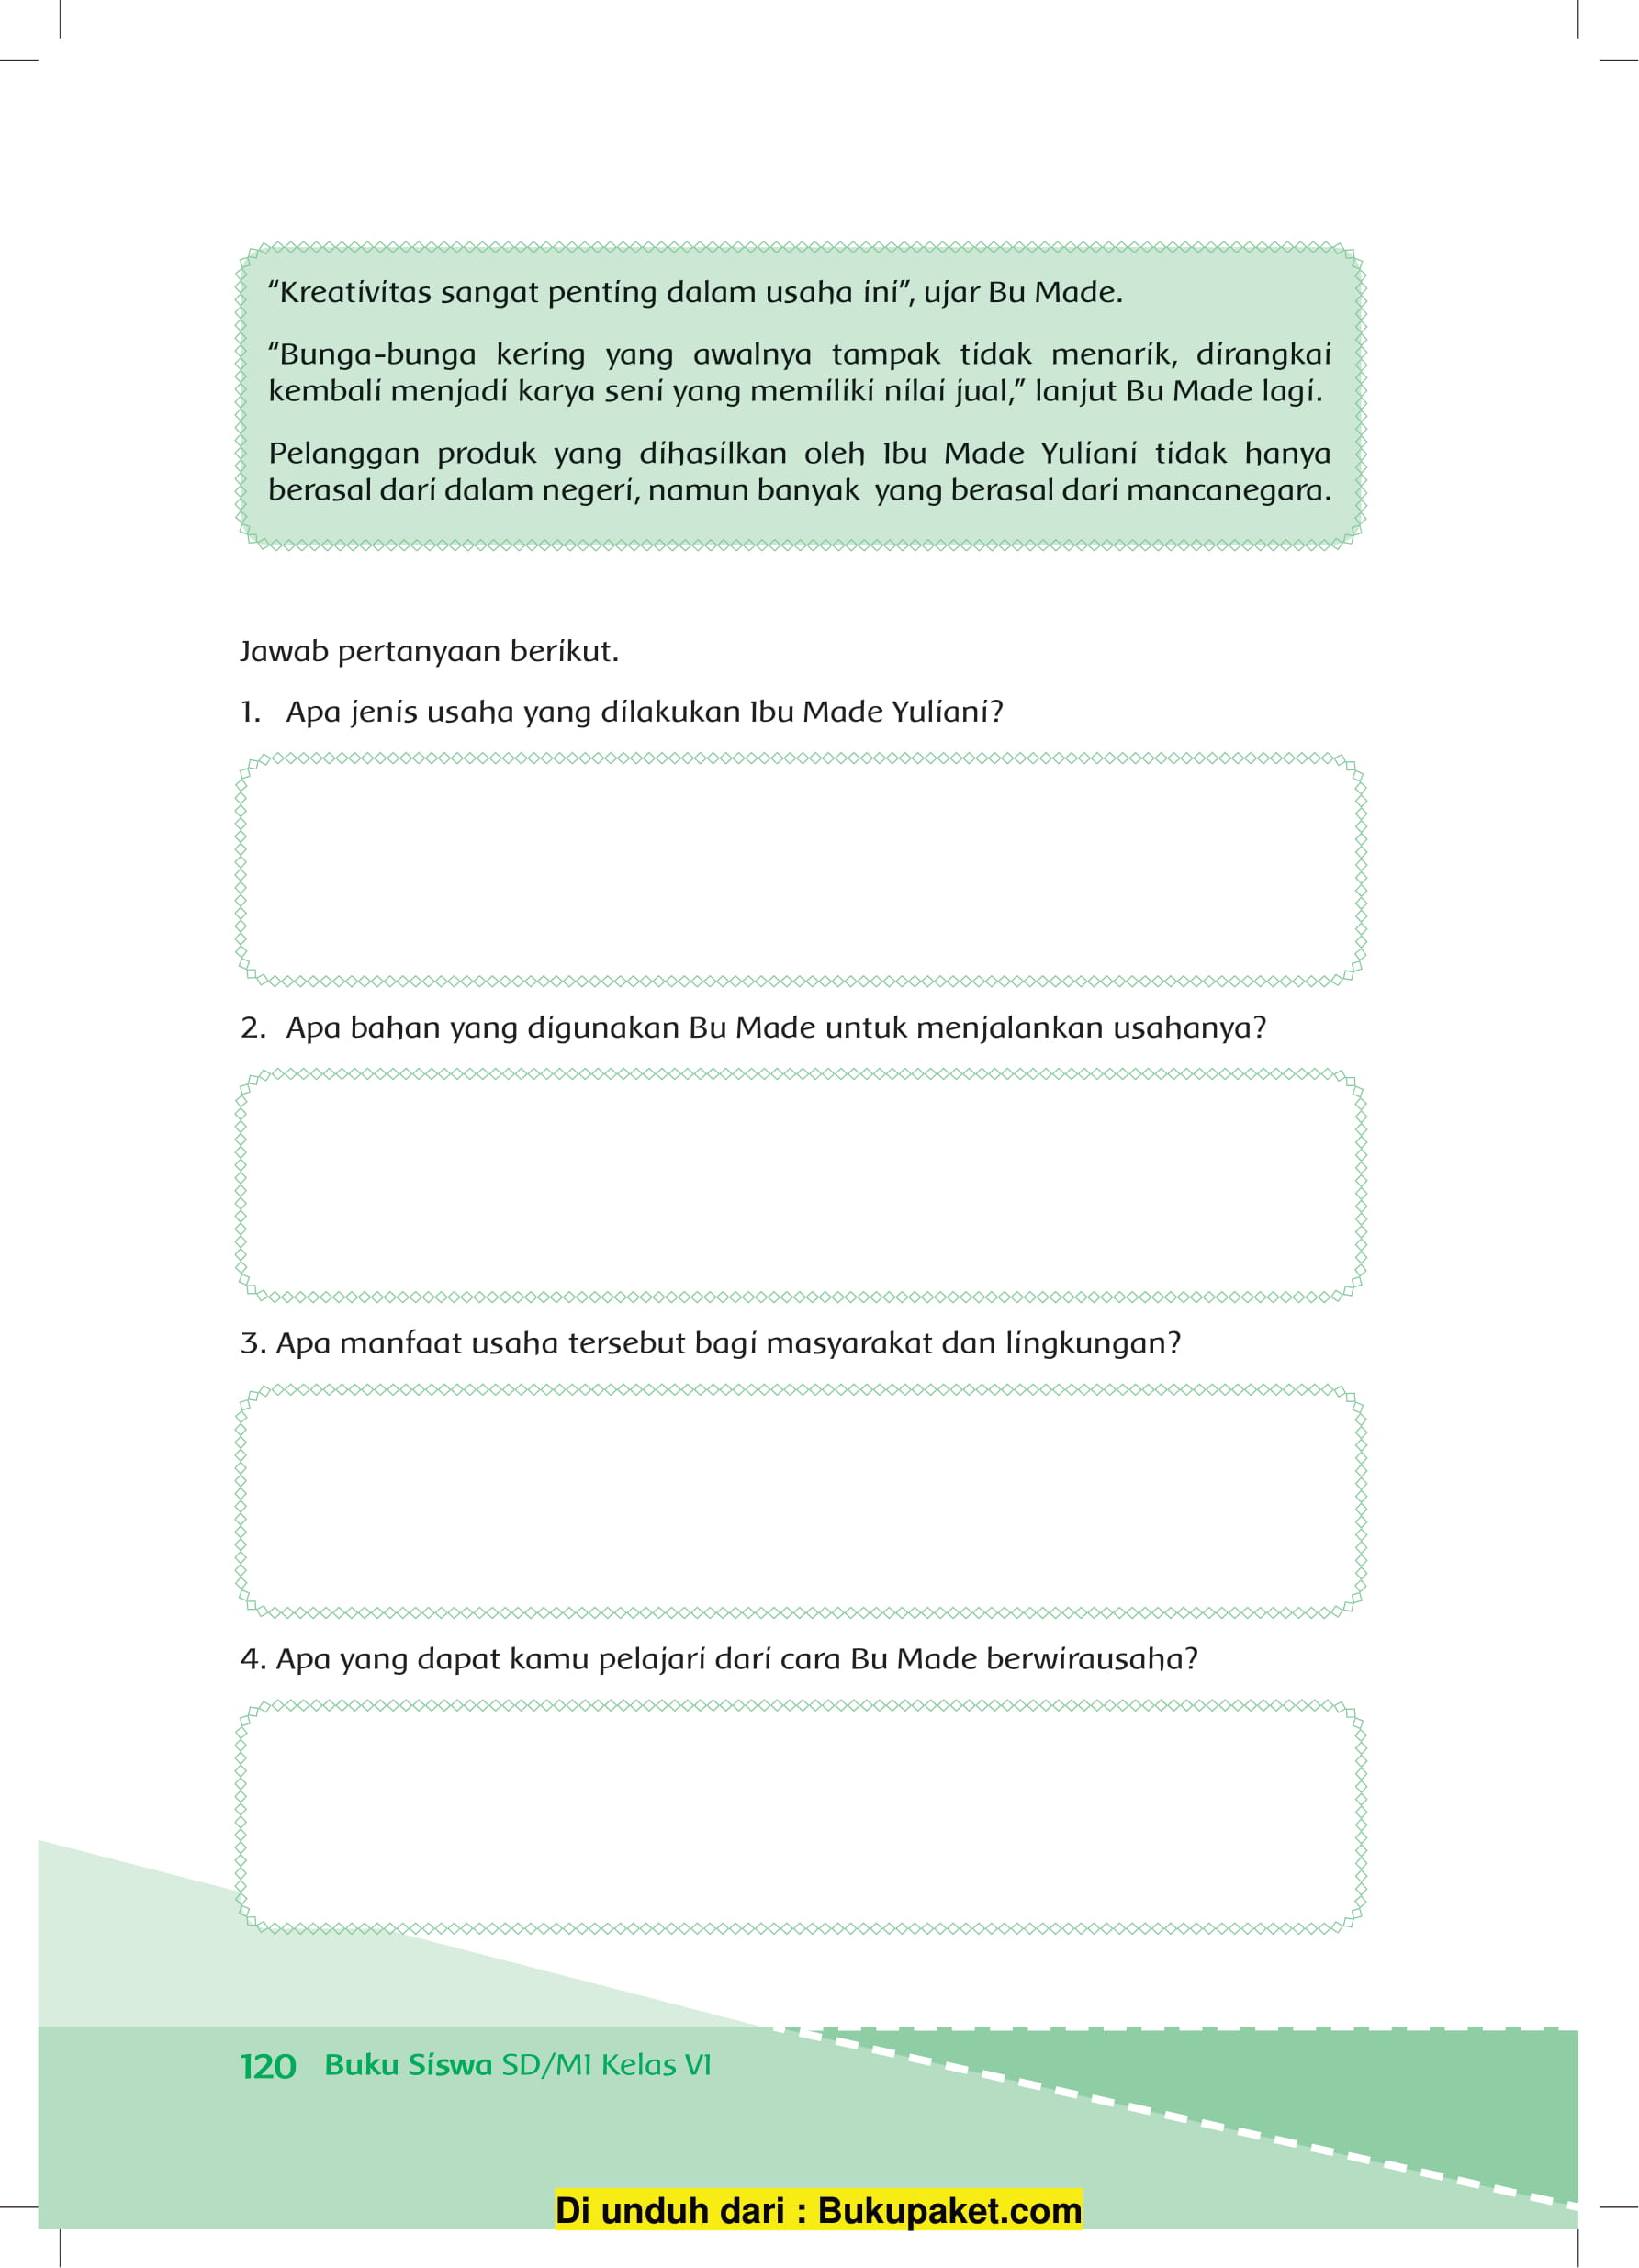 “Kreativitas sangat penting dalam usaha ini”, ujar Bu Made.
“Bunga-bunga kering yang awalnya tampak tidak menarik, dirangkai
kembali menjadi karya seni yang memiliki nilai jual,” lanjut Bu Made lagi.
Pelanggan produk yang dihasilkan oleh Ibu Made Yuliani tidak hanya
berasal dari dalam negeri, namun banyak yang berasal dari mancanegara.
Jawab pertanyaan berikut.
1. Apa jenis usaha yang dilakukan Ibu Made Yuliani?
2. Apa bahan yang digunakan Bu Made untuk menjalankan usahanya?
3. Apa manfaat usaha tersebut bagi masyarakat dan lingkungan?
4. Apa yang dapat kamu pelajari dari cara Bu Made berwirausaha?
120 Buku Siswa SD/MI Kelas VI
Di unduh dari : Bukupaket.com